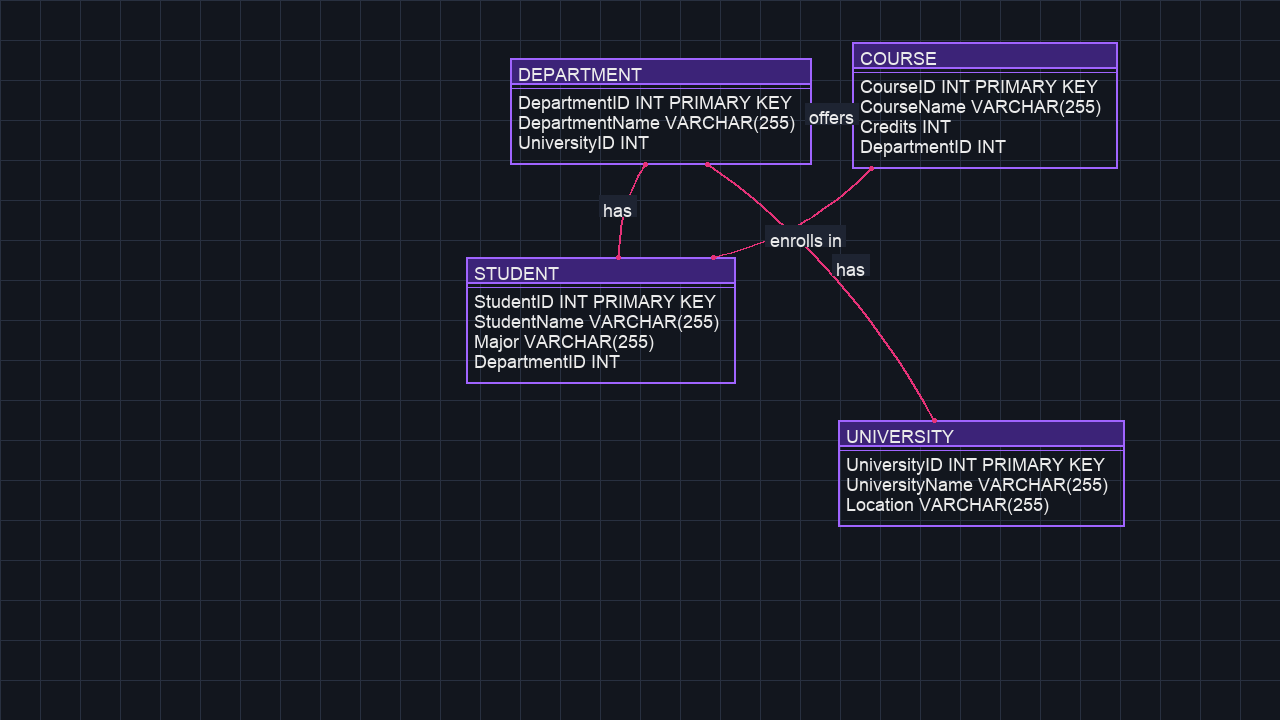 DEPARTMENT
DepartmentID INT PRIMARY KEY
DepartmentName VARCHAR(255)
UniversityID INT
offers
COURSE
CourseID INT PRIMARY KEY
CourseName VARCHAR(255)
Credits INT
DepartmentID INT
has
enrolls in
has
STUDENT
StudentID INT PRIMARY KEY
StudentName VARCHAR(255)
Major VARCHAR(255)
DepartmentID INT
UNIVERSITY
UniversityID INT PRIMARY KEY
UniversityName VARCHAR(255)
Location VARCHAR(255)